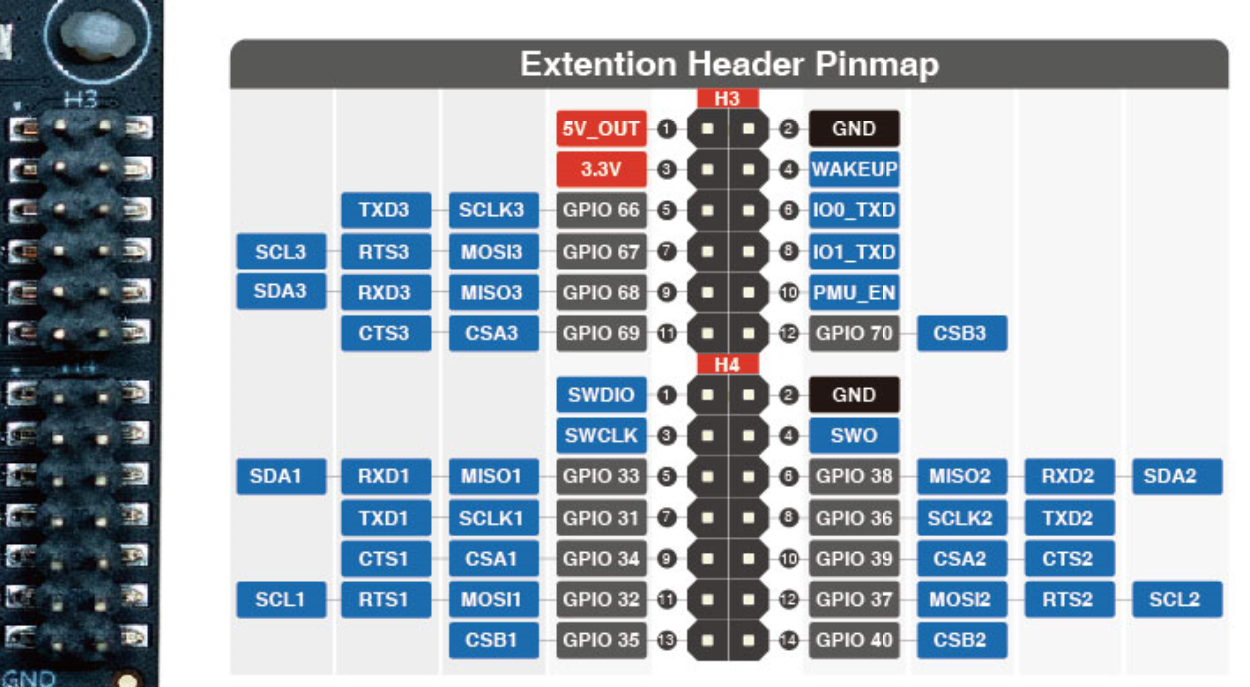 Extention Header Pinmap
H3
H3
5V_OUT 1 2 GND
3.3V 3 4 WAKEUP
TXD3 SCLK3 GPIO 66 5 6 IO0_TXD
SCL3 RTS3 MOSI3 GPIO 67 7 8 IO1_TXD
SDA3 RXD3 MISO3 GPIO 68 9 10 PMU_EN
CTS3 CSA3 GPIO 69 11 12 GPIO 70 CSB3
H4
SWDIO 1 2 GND
SWCLK 3 4 SWO
SDA1 RXD1 MISO1 GPIO 33 5 6 GPIO 38 MISO2 RXD2 SDA2
TXD1 SCLK1 GPIO 31 7 8 GPIO 36 SCLK2 TXD2
CTS1 CSA1 GPIO 34 9 10 GPIO 39 CSA2 CTS2
SCL1 RTS1 MOSI1 GPIO 32 11 12 GPIO 37 MOSI2 RTS2 SCL2
CSB1 GPIO 35 13 14 GPIO 40 CSB2
GND